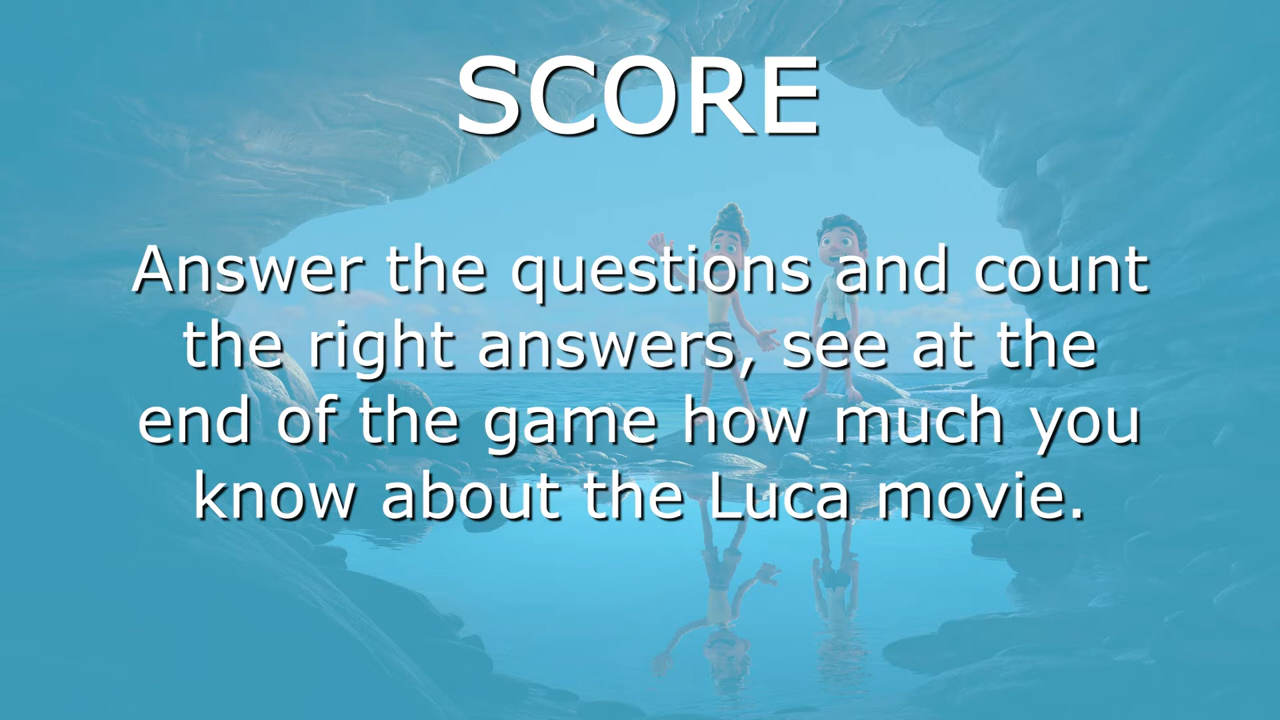 SCORE
Answer the questions and count
the right answers, see at the
end of the game how much you
know about the Luca movie.